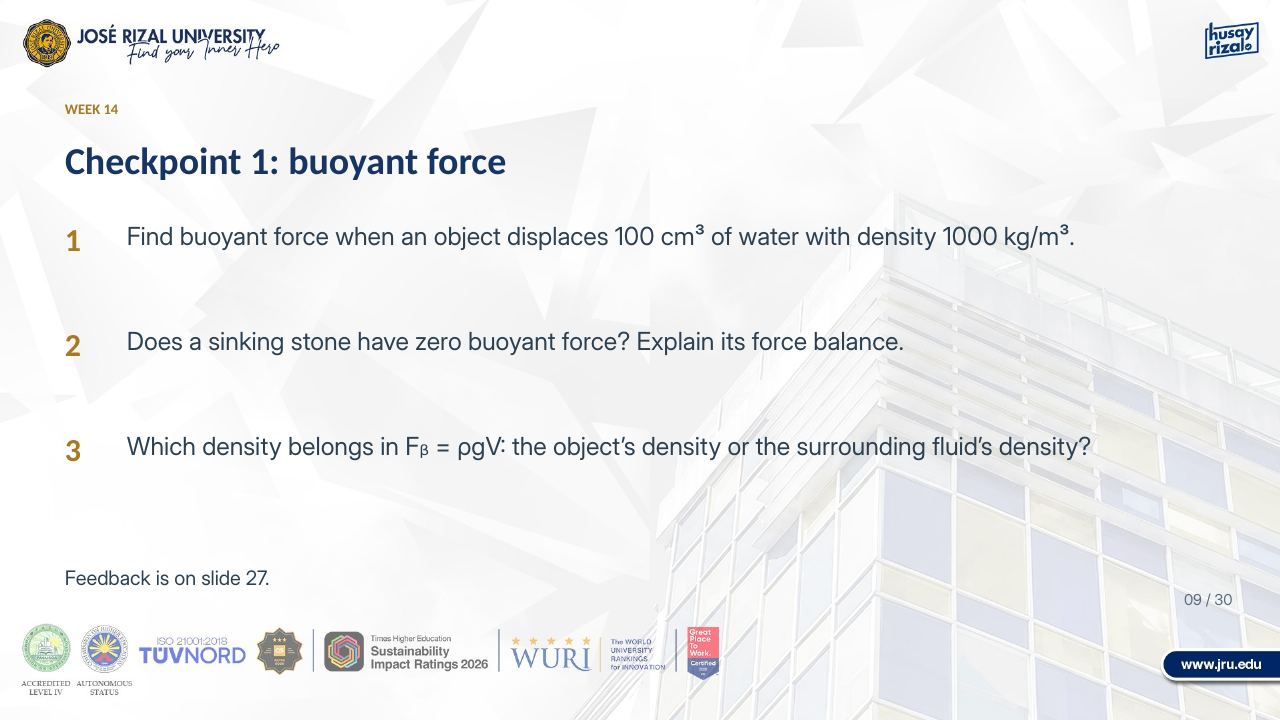 JOSÉ RIZAL UNIVERSITY
Find your Inner Hero
husay
rizal
WEEK 14
Checkpoint 1: buoyant force
1 Find buoyant force when an object displaces 100 cm³ of water with density 1000 kg/m³.
2 Does a sinking stone have zero buoyant force? Explain its force balance.
3 Which density belongs in Fᵦ = ρgV: the object’s density or the surrounding fluid’s density?
Feedback is on slide 27.
09 / 30
ACCREDITED
LEVEL IV
AUTONOMOUS
STATUS
ISO 21001:2018
TÜVNORD
Times Higher Education
Sustainability
Impact Ratings 2026
WURI
The WORLD
UNIVERSITY
RANKINGS
for INNOVATION
Great
Place
To
Work.
Certified
www.jru.edu